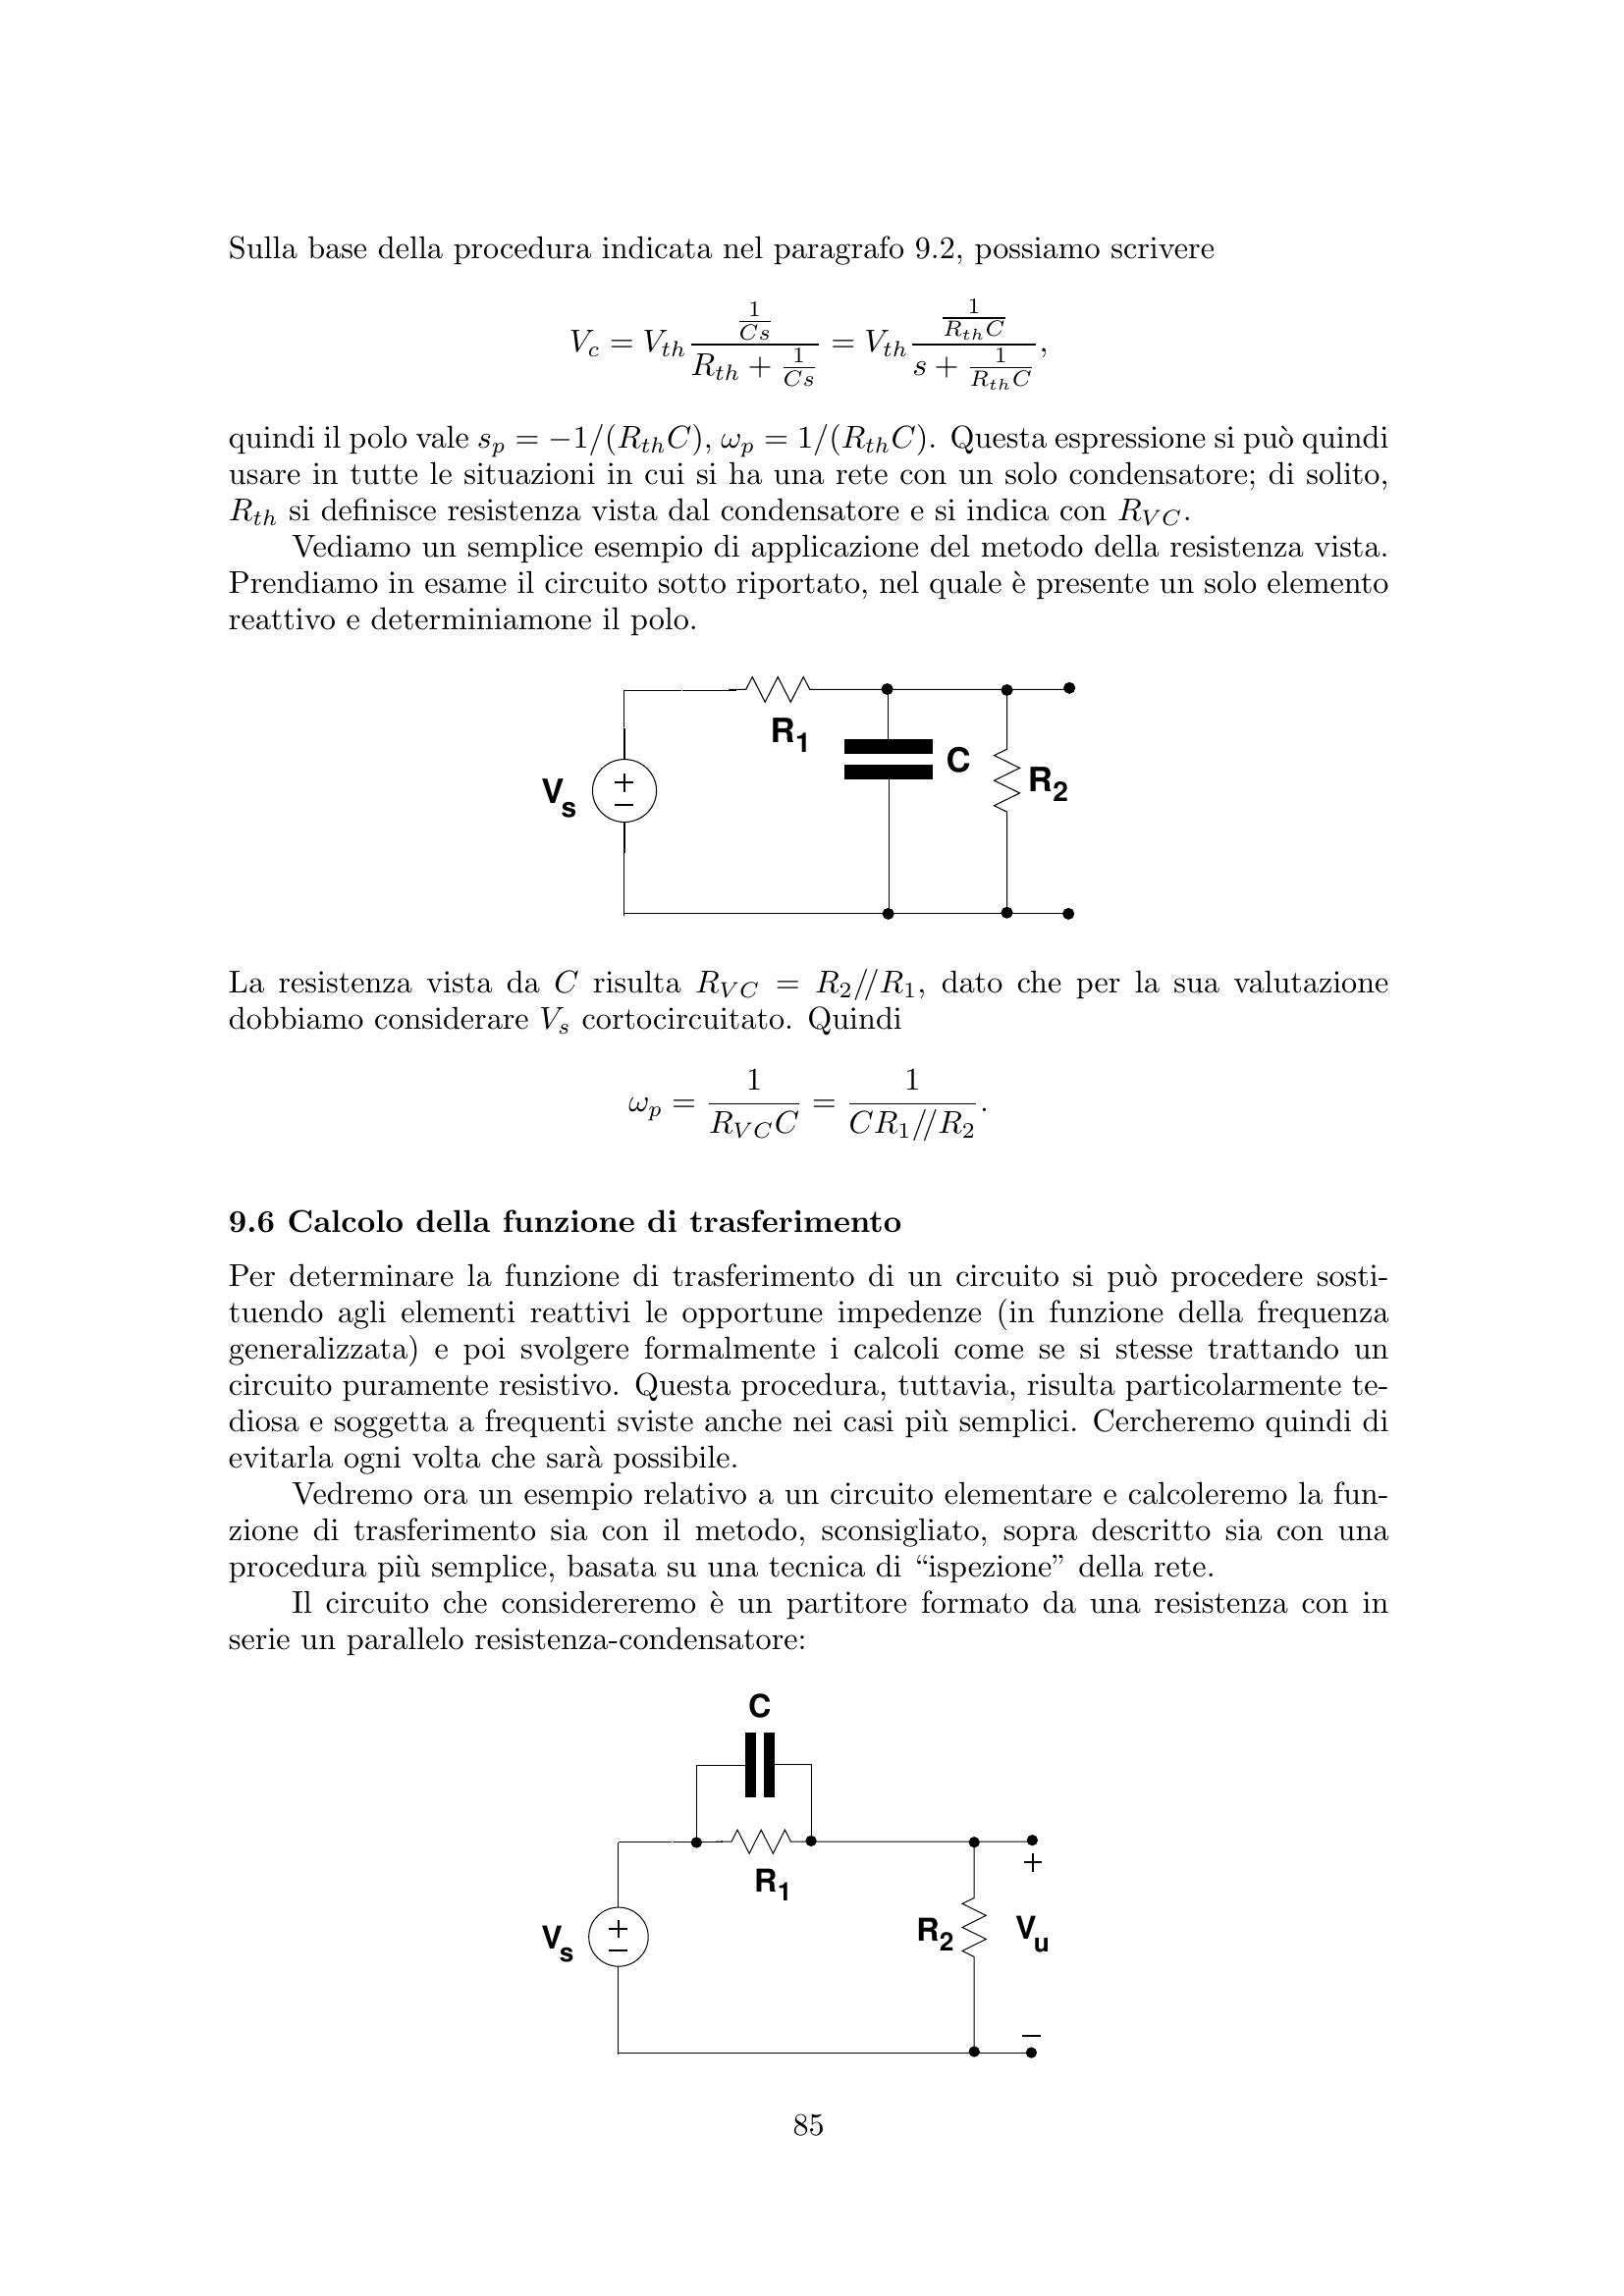 Sulla base della procedura indicata nel paragrafo 9.2, possiamo scrivere
$$V_c = V_{th}\frac{\frac{1}{Cs}}{R_{th} + \frac{1}{Cs}} = V_{th}\frac{\frac{1}{R_{th}C}}{s + \frac{1}{R_{th}C}},$$
quindi il polo vale $s_p = -1/(R_{th}C)$, $\omega_p = 1/(R_{th}C)$. Questa espressione si può quindi
usare in tutte le situazioni in cui si ha una rete con un solo condensatore; di solito,
$R_{th}$ si definisce resistenza vista dal condensatore e si indica con $R_{VC}$.
Vediamo un semplice esempio di applicazione del metodo della resistenza vista.
Prendiamo in esame il circuito sotto riportato, nel quale è presente un solo elemento
reattivo e determiniamone il polo.
R1
C
R2
Vs
+
−
La resistenza vista da $C$ risulta $R_{VC} = R_2//R_1$, dato che per la sua valutazione
dobbiamo considerare $V_s$ cortocircuitato. Quindi
$$\omega_p = \frac{1}{R_{VC}C} = \frac{1}{CR_1//R_2}.$$
9.6 Calcolo della funzione di trasferimento
Per determinare la funzione di trasferimento di un circuito si può procedere sosti-
tuendo agli elementi reattivi le opportune impedenze (in funzione della frequenza
generalizzata) e poi svolgere formalmente i calcoli come se si stesse trattando un
circuito puramente resistivo. Questa procedura, tuttavia, risulta particolarmente te-
diosa e soggetta a frequenti sviste anche nei casi più semplici. Cercheremo quindi di
evitarla ogni volta che sarà possibile.
Vedremo ora un esempio relativo a un circuito elementare e calcoleremo la fun-
zione di trasferimento sia con il metodo, sconsigliato, sopra descritto sia con una
procedura più semplice, basata su una tecnica di “ispezione” della rete.
Il circuito che considereremo è un partitore formato da una resistenza con in
serie un parallelo resistenza-condensatore:
C
R1
+
Vs
+
−
R2
Vu
−
85